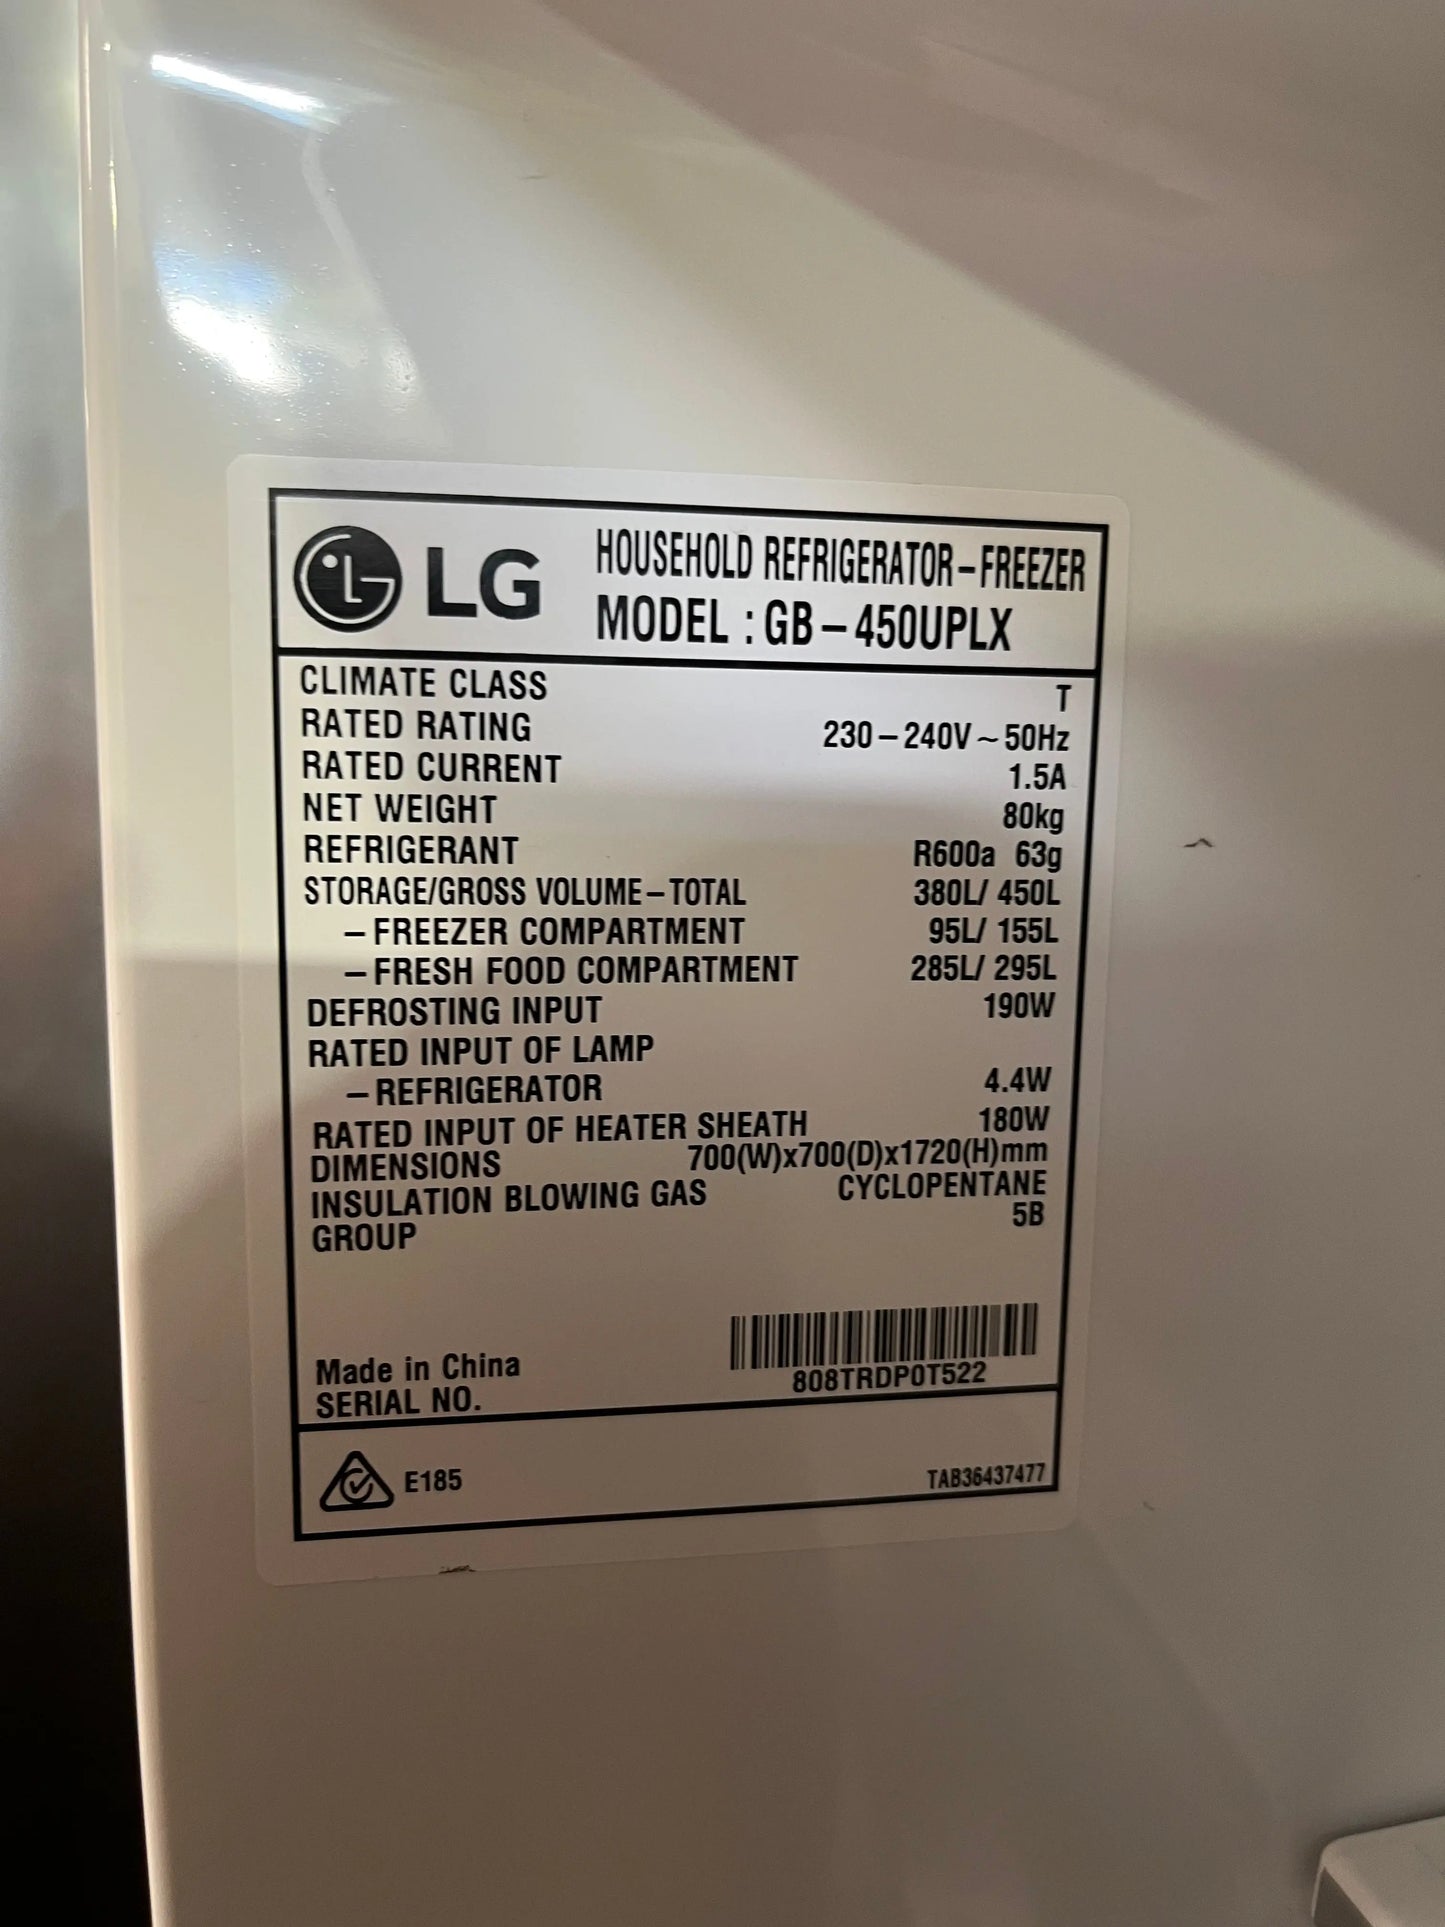 LG
HOUSEHOLD REFRIGERATOR–FREEZER
MODEL : GB–450UPLX
CLIMATE CLASS T
RATED RATING 230–240V~50Hz
RATED CURRENT 1.5A
NET WEIGHT 80kg
REFRIGERANT R600a 63g
STORAGE/GROSS VOLUME–TOTAL 380L/ 450L
–FREEZER COMPARTMENT 95L/ 155L
–FRESH FOOD COMPARTMENT 285L/ 295L
DEFROSTING INPUT 190W
RATED INPUT OF LAMP
–REFRIGERATOR 4.4W
RATED INPUT OF HEATER SHEATH 180W
DIMENSIONS 700(W)x700(D)x1720(H)mm
INSULATION BLOWING GAS CYCLOPENTANE
GROUP 5B
Made in China
SERIAL NO. 808TRDP0T522
E185 TAB36437477